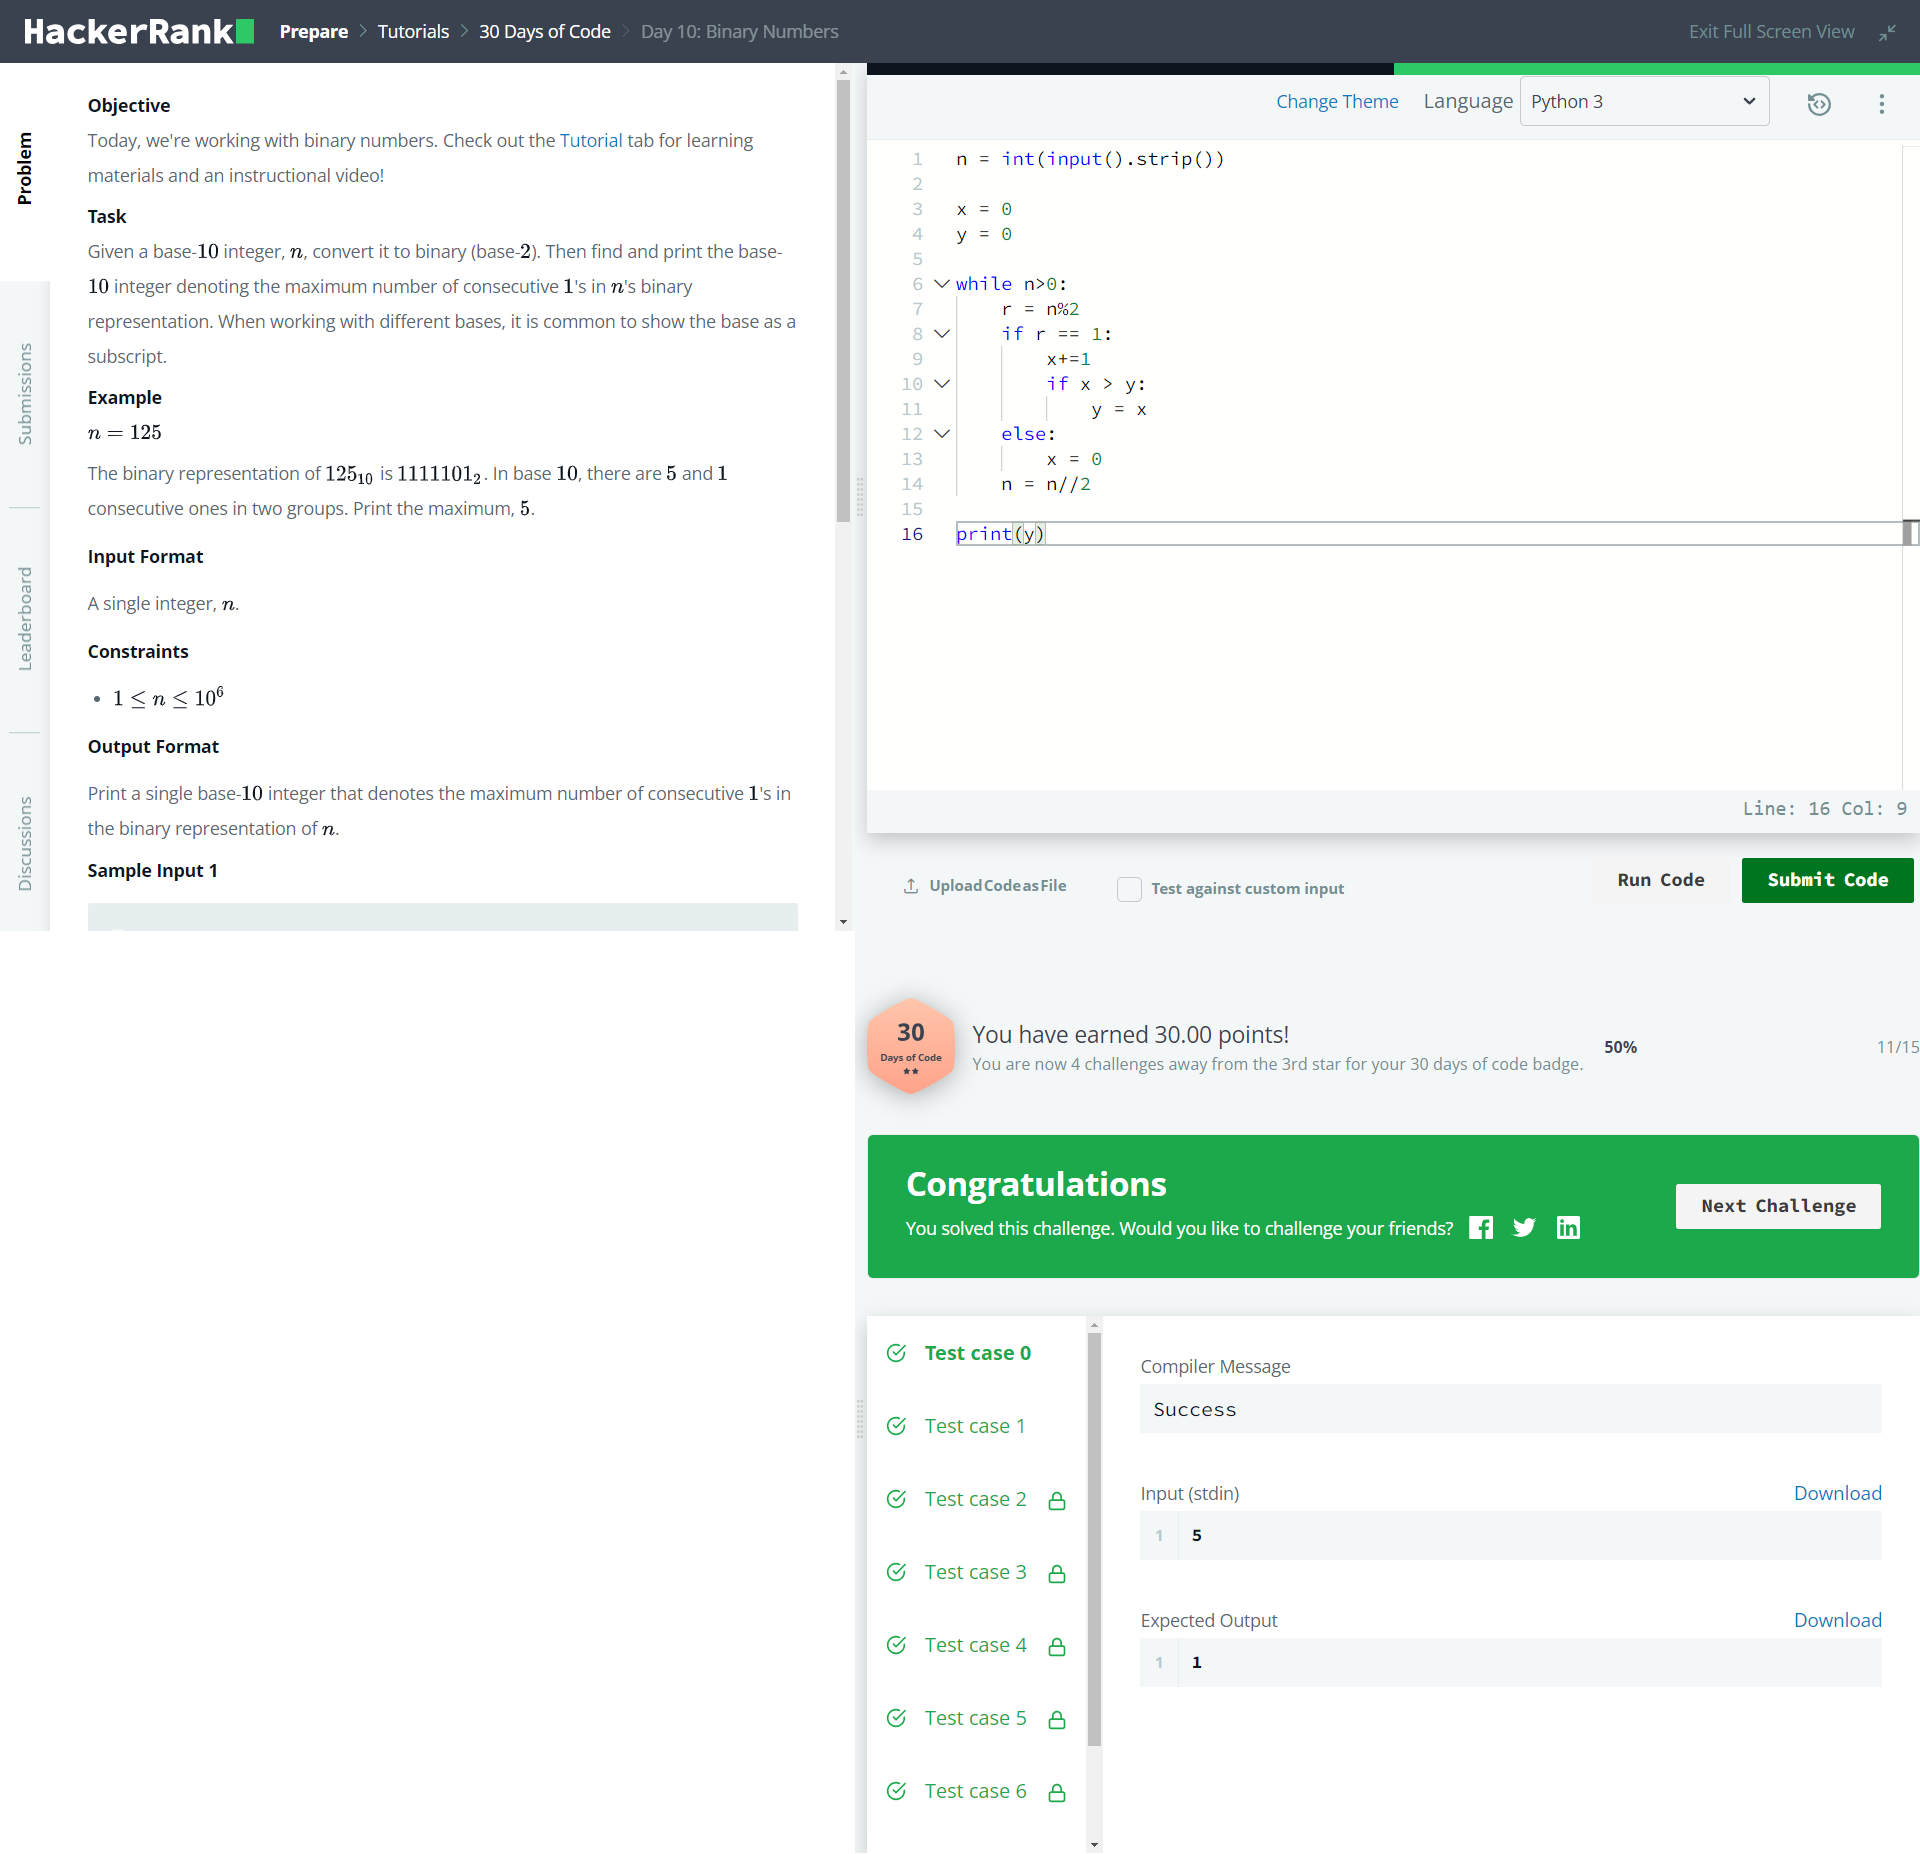 HackerRank Prepare > Tutorials > 30 Days of Code > Day 10: Binary Numbers Exit Full Screen View
Problem
Submissions
Leaderboard
Discussions
Objective
Today, we're working with binary numbers. Check out the Tutorial tab for learning
materials and an instructional video!
Task
Given a base-10 integer, n, convert it to binary (base-2). Then find and print the base-
10 integer denoting the maximum number of consecutive 1's in n's binary
representation. When working with different bases, it is common to show the base as a
subscript.
Example
n = 125
The binary representation of 125₁₀ is 1111101₂. In base 10, there are 5 and 1
consecutive ones in two groups. Print the maximum, 5.
Input Format
A single integer, n.
Constraints
• 1 ≤ n ≤ 10⁶
Output Format
Print a single base-10 integer that denotes the maximum number of consecutive 1's in
the binary representation of n.
Sample Input 1
Change Theme Language Python 3
1 n = int(input().strip())
2
3 x = 0
4 y = 0
5
6 while n>0:
7     r = n%2
8     if r == 1:
9         x+=1
10         if x > y:
11             y = x
12     else:
13         x = 0
14     n = n//2
15
16 print(y)
Line: 16 Col: 9
Upload Code as File Test against custom input Run Code Submit Code
30
Days of Code
You have earned 30.00 points!
You are now 4 challenges away from the 3rd star for your 30 days of code badge.
50% 11/15
Congratulations
You solved this challenge. Would you like to challenge your friends?
Next Challenge
Test case 0
Test case 1
Test case 2
Test case 3
Test case 4
Test case 5
Test case 6
Compiler Message
Success
Input (stdin) Download
1 5
Expected Output Download
1 1